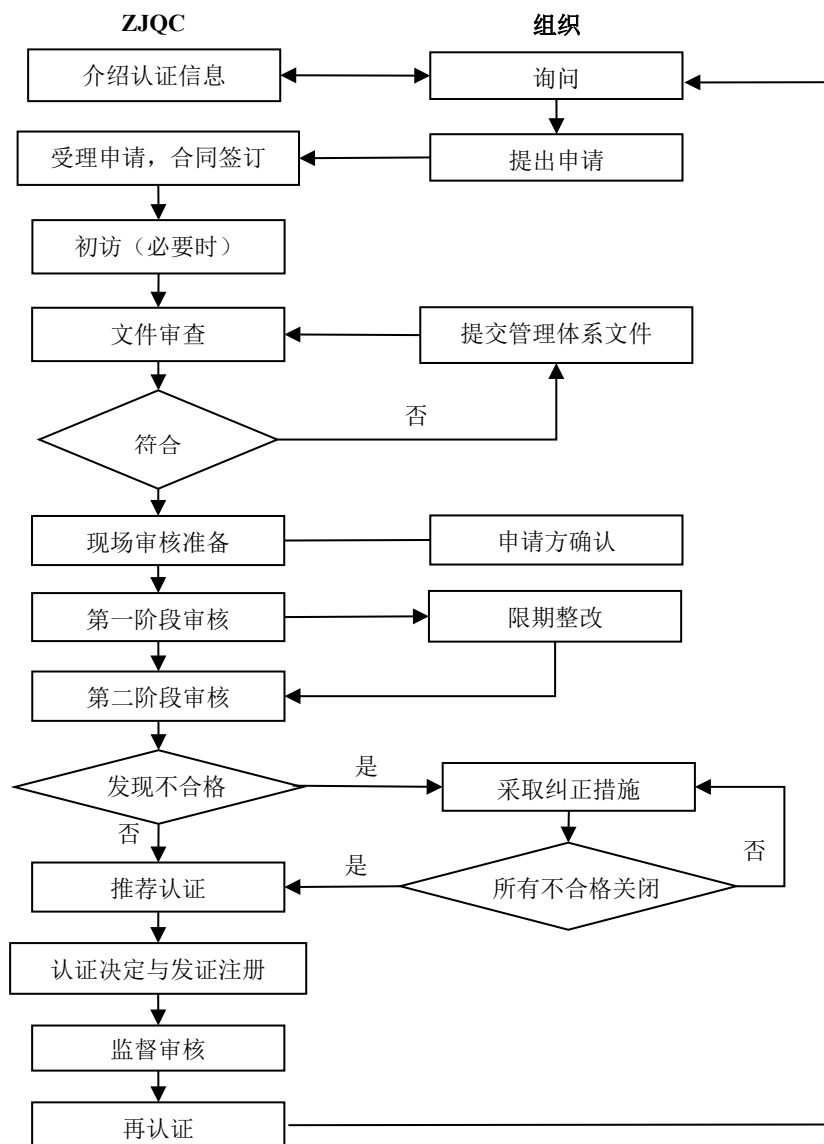 ZJQC
组织
介绍认证信息
询问
受理申请，合同签订
提出申请
初访（必要时）
文件审查
提交管理体系文件
否
符合
现场审核准备
申请方确认
第一阶段审核
限期整改
第二阶段审核
发现不合格
是
采取纠正措施
否
是
否
推荐认证
所有不合格关闭
认证决定与发证注册
监督审核
再认证